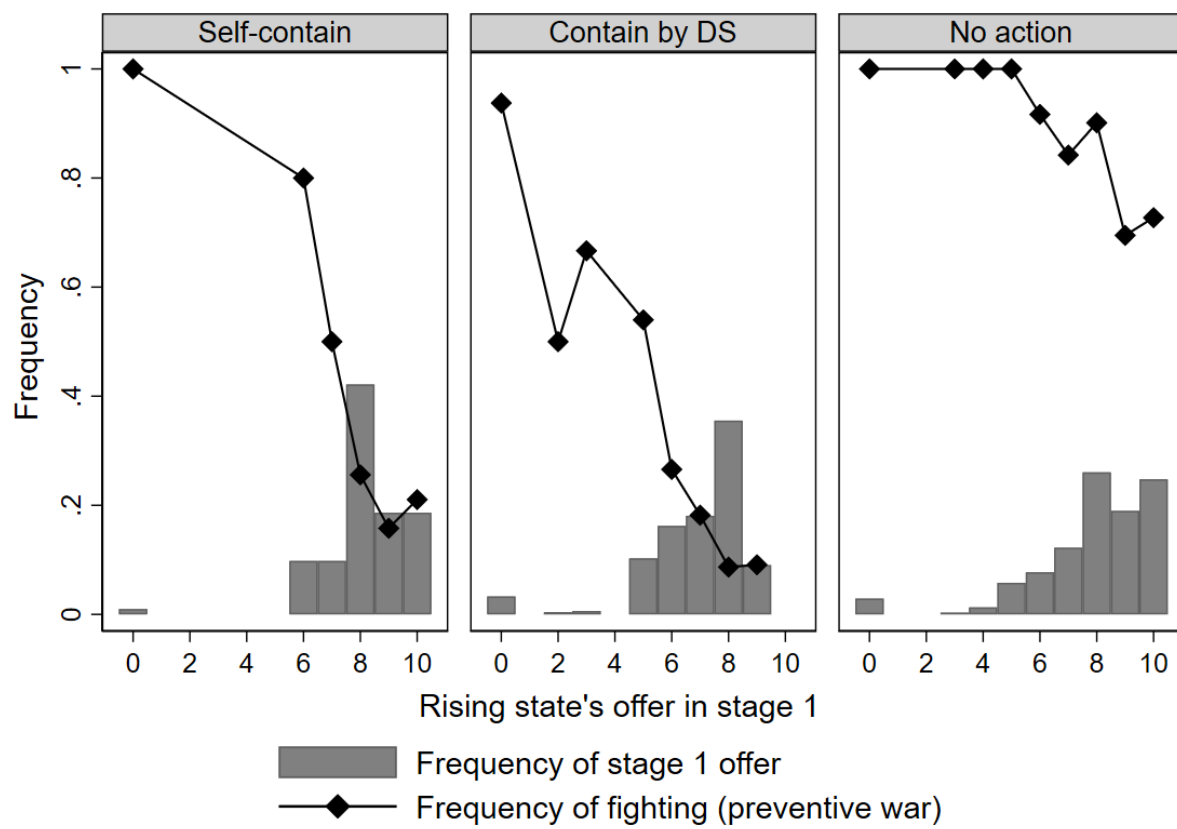 Self-contain Contain by DS No action
1
.8
.6
.4
.2
0
Frequency
0 2 4 6 8 10 0 2 4 6 8 10 0 2 4 6 8 10
Rising state's offer in stage 1
Frequency of stage 1 offer
Frequency of fighting (preventive war)